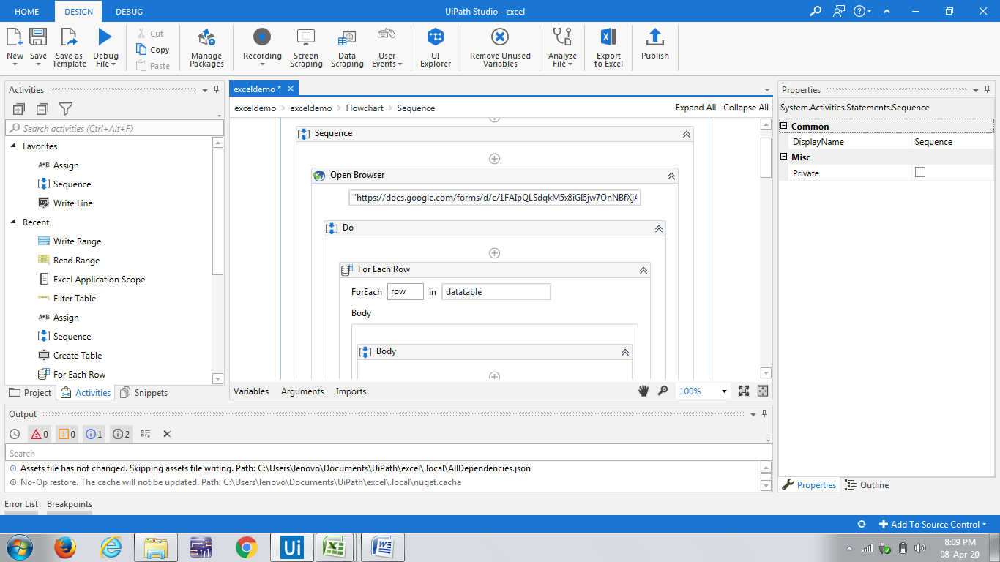 HOME DESIGN DEBUG UiPath Studio - excel
New Save Save as Template Debug File Cut Copy Paste Manage Packages Recording Screen Scraping Data Scraping User Events UI Explorer Remove Unused Variables Analyze File Export to Excel Publish
Activities
Search activities (Ctrl+Alt+F)
Favorites
Assign
Sequence
Write Line
Recent
Write Range
Read Range
Excel Application Scope
Filter Table
Assign
Sequence
Create Table
For Each Row
Project Activities Snippets
exceldemo *
exceldemo exceldemo Flowchart Sequence Expand All Collapse All
Sequence
Open Browser
"https://docs.google.com/forms/d/e/1FAIpQLSdqkM5x8iGI6jw7OnNBfXjA
Do
For Each Row
ForEach row in datatable
Body
Body
Variables Arguments Imports 100%
Properties
System.Activities.Statements.Sequence
Common
DisplayName Sequence
Misc
Private
Properties Outline
Output
0 0 1 2
Search
Assets file has not changed. Skipping assets file writing. Path: C:\Users\lenovo\Documents\UiPath\excel\.local\AllDependencies.json
No-Op restore. The cache will not be updated. Path: C:\Users\lenovo\Documents\UiPath\excel\.local\nuget.cache
Error List Breakpoints
Add To Source Control
Ui
8:09 PM
08-Apr-20